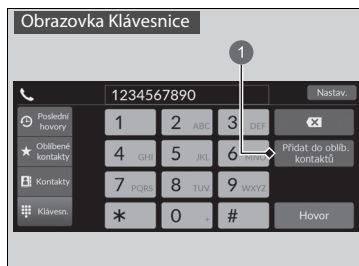 Obrazovka Klávesnice
1
1234567890
Nastav.
Poslední
hovory
1
2 ABC
3 DEF
Oblíbené
kontakty
4 GHI
5 JKL
6 MNO
Přidat do oblíb.
kontaktů
Kontakty
7 PQRS
8 TUV
9 WXYZ
Klávesn.
*
0 +
#
Hovor